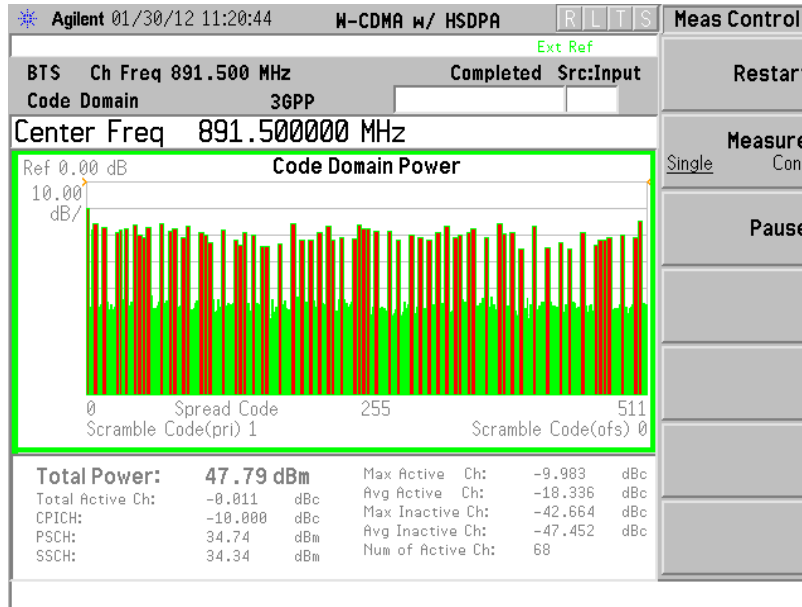 Agilent 01/30/12 11:20:44 W-CDMA w/ HSDPA R L T S Meas Control
Ext Ref
BTS Ch Freq 891.500 MHz Completed Src:Input
Code Domain 3GPP
Restar
Center Freq 891.500000 MHz
Measure
Single Con
Ref 0.00 dB Code Domain Power
10.00
dB/
Pause
0 Spread Code 255 511
Scramble Code(pri) 1 Scramble Code(ofs) 0
Total Power: 47.79 dBm
Total Active Ch: -0.011 dBc
CPICH: -10.000 dBc
PSCH: 34.74 dBm
SSCH: 34.34 dBm
Max Active Ch: -9.983 dBc
Avg Active Ch: -18.336 dBc
Max Inactive Ch: -42.664 dBc
Avg Inactive Ch: -47.452 dBc
Num of Active Ch: 68